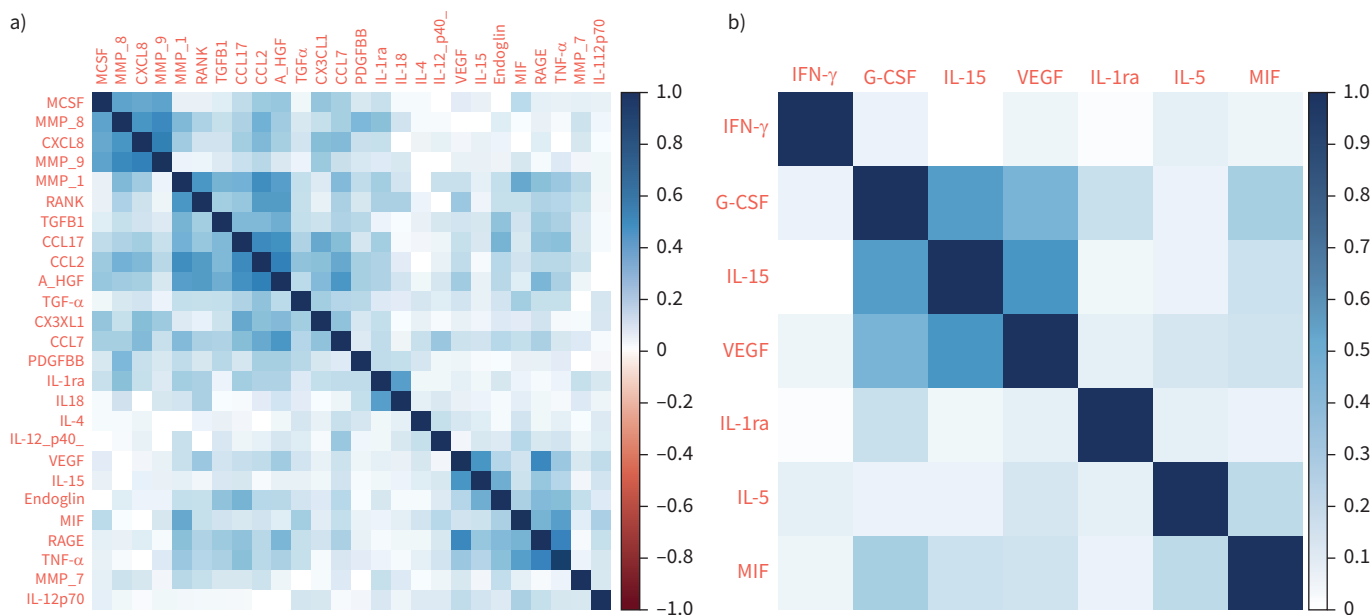 a)
MCSF
MMP_8
CXCL8
MMP_9
MMP_1
RANK
TGFB1
CCL17
CCL2
A_HGF
TGFα
CX3CL1
CCL7
PDGFBB
IL-1ra
IL-18
IL-4
IL-12_p40_
VEGF
IL-15
Endoglin
MIF
RAGE
TNF-α
MMP_7
IL-112p70
MCSF
MMP_8
CXCL8
MMP_9
MMP_1
RANK
TGFB1
CCL17
CCL2
A_HGF
TGF-α
CX3XL1
CCL7
PDGFBB
IL-1ra
IL18
IL-4
IL-12_p40_
VEGF
IL-15
Endoglin
MIF
RAGE
TNF-α
MMP_7
IL-12p70
1.0
0.8
0.6
0.4
0.2
0
−0.2
−0.4
−0.6
−0.8
−1.0
b)
IFN-γ G-CSF IL-15 VEGF IL-1ra IL-5 MIF
IFN-γ
G-CSF
IL-15
VEGF
IL-1ra
IL-5
MIF
1.0
0.9
0.8
0.7
0.6
0.5
0.4
0.3
0.2
0.1
0